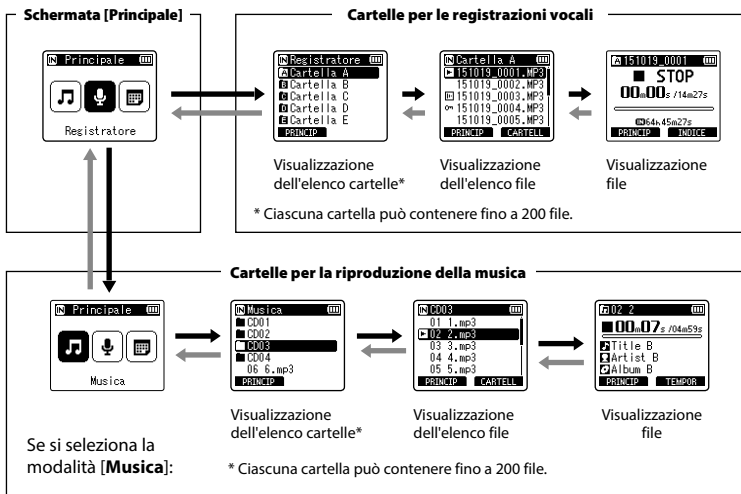 Schermata [Principale]
Principale
Registratore
Cartelle per le registrazioni vocali
Registratore
A Cartella A
B Cartella B
C Cartella C
D Cartella D
E Cartella E
PRINCIP
Visualizzazione
dell'elenco cartelle*
Cartella A
151019_0001.MP3
151019_0002.MP3
151019_0003.MP3
151019_0004.MP3
151019_0005.MP3
PRINCIP CARTELL
Visualizzazione
dell'elenco file
A 151019_0001
STOP
00m00s /14m27s
IN 64h45m27s
PRINCIP INDICE
Visualizzazione
file
* Ciascuna cartella può contenere fino a 200 file.
Cartelle per la riproduzione della musica
Principale
Musica
Se si seleziona la
modalità [Musica]:
Musica
CD01
CD02
CD03
CD04
06 6.mp3
PRINCIP
Visualizzazione
dell'elenco cartelle*
CD03
01 1.mp3
02 2.mp3
03 3.mp3
04 4.mp3
05 5.mp3
PRINCIP CARTELL
Visualizzazione
dell'elenco file
02 2
00m07s /04m59s
Title B
Artist B
Album B
PRINCIP TEMPOR
Visualizzazione
file
* Ciascuna cartella può contenere fino a 200 file.